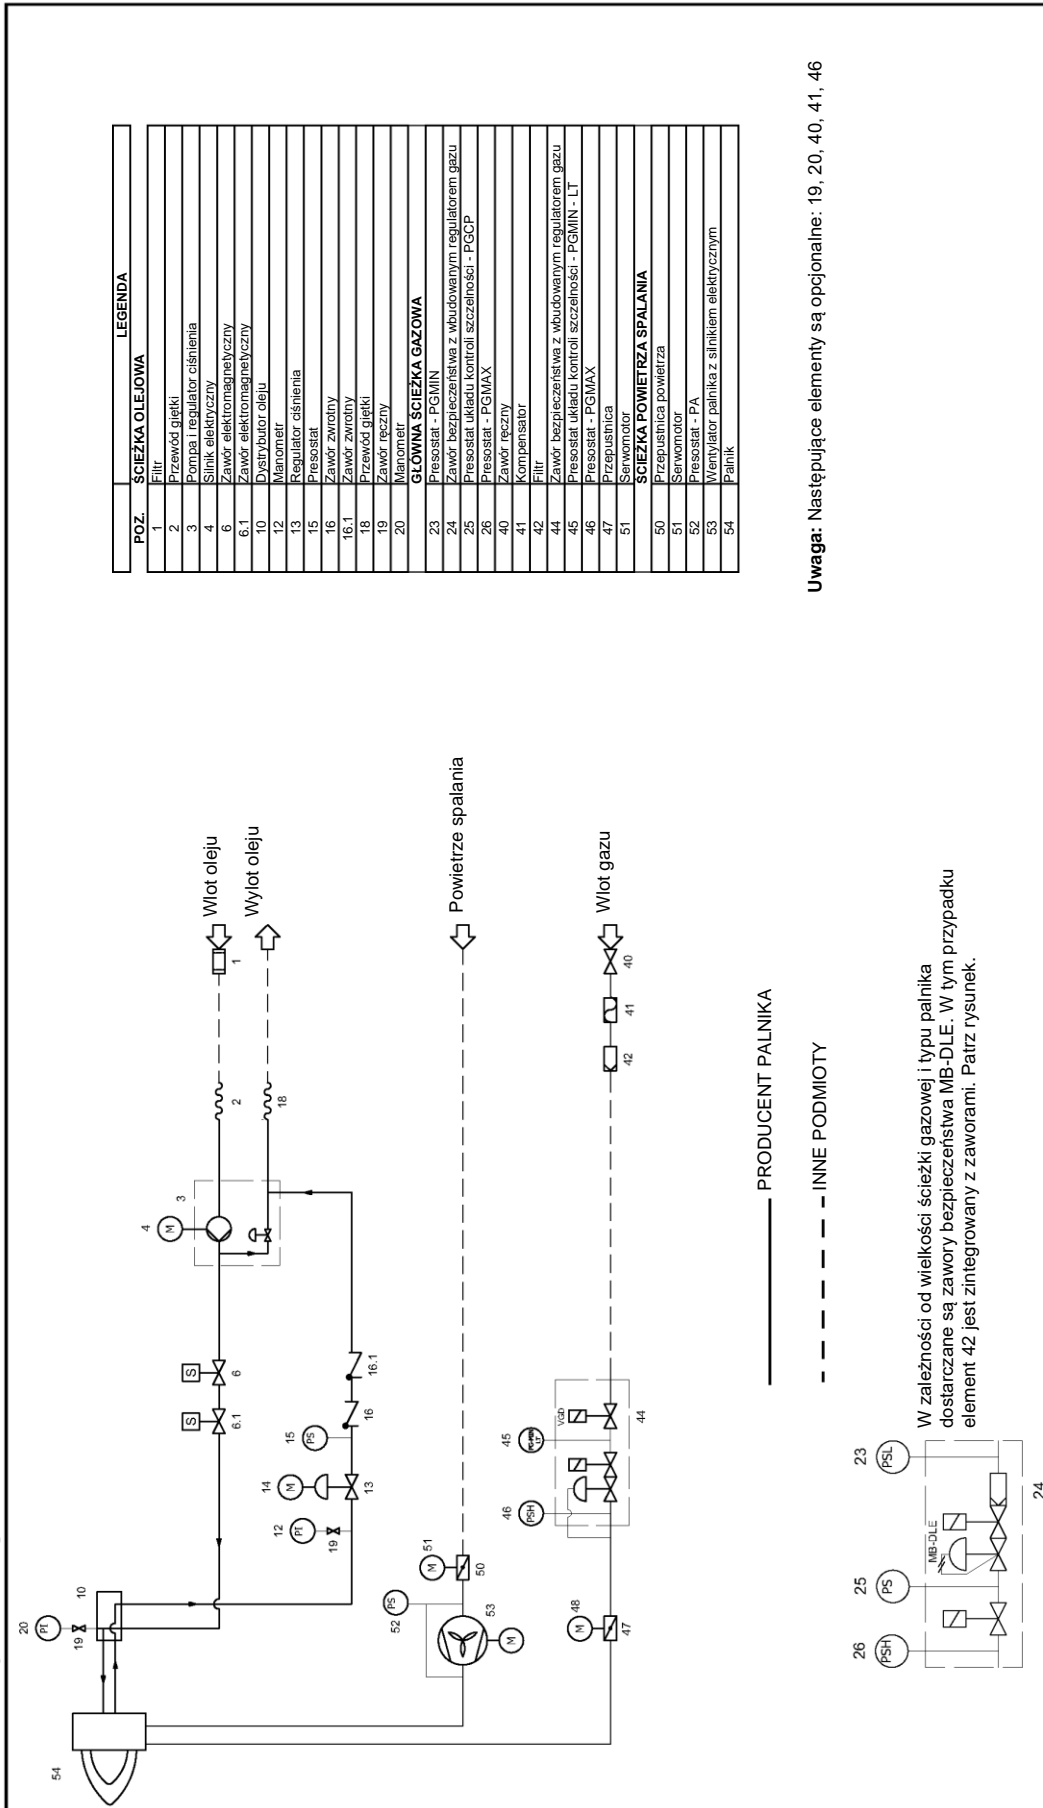 LEGENDA
POZ. ŚCIEŻKA OLEJOWA
1 Filtr
2 Przewód giętki
3 Pompa i regulator ciśnienia
4 Silnik elektryczny
6 Zawór elektromagnetyczny
6.1 Zawór elektromagnetyczny
10 Dystrybutor oleju
12 Manometr
13 Regulator ciśnienia
15 Presostat
16 Zawór zwrotny
16.1 Zawór zwrotny
18 Przewód giętki
19 Zawór ręczny
20 Manometr
GŁÓWNA ŚCIEŻKA GAZOWA
23 Presostat - PGMIN
24 Zawór bezpieczeństwa z wbudowanym regulatorem gazu
25 Presostat układu kontroli szczelności - PGCP
26 Presostat - PGMAX
40 Zawór ręczny
41 Kompensator
42 Filtr
44 Zawór bezpieczeństwa z wbudowanym regulatorem gazu
45 Presostat układu kontroli szczelności - PGMIN - LT
46 Presostat - PGMAX
47 Przepustnica
51 Serwomotor
ŚCIEŻKA POWIETRZA SPALANIA
50 Przepustnica powietrza
51 Serwomotor
52 Presostat - PA
53 Wentylator palnika z silnikiem elektrycznym
54 Palnik
Uwaga: Następujące elementy są opcjonalne: 19, 20, 40, 41, 46
54
20
PI
19
10
S
6.1
S
6
4
M
3
2
1
Wlot oleju
18
Wylot oleju
12
PI
19
14
M
13
15
PS
16
16.1
52
PS
53
M
51
M
50
Powietrze spalania
M
48
47
46
PSH
45
PGMIN
LT
VGD
44
42
41
40
Wlot gazu
PRODUCENT PALNIKA
INNE PODMIOTY
26
PSH
25
PS
MB-DLE
23
PSL
24
W zależności od wielkości ścieżki gazowej i typu palnika
dostarczane są zawory bezpieczeństwa MB-DLE. W tym przypadku
element 42 jest zintegrowany z zaworami. Patrz rysunek.